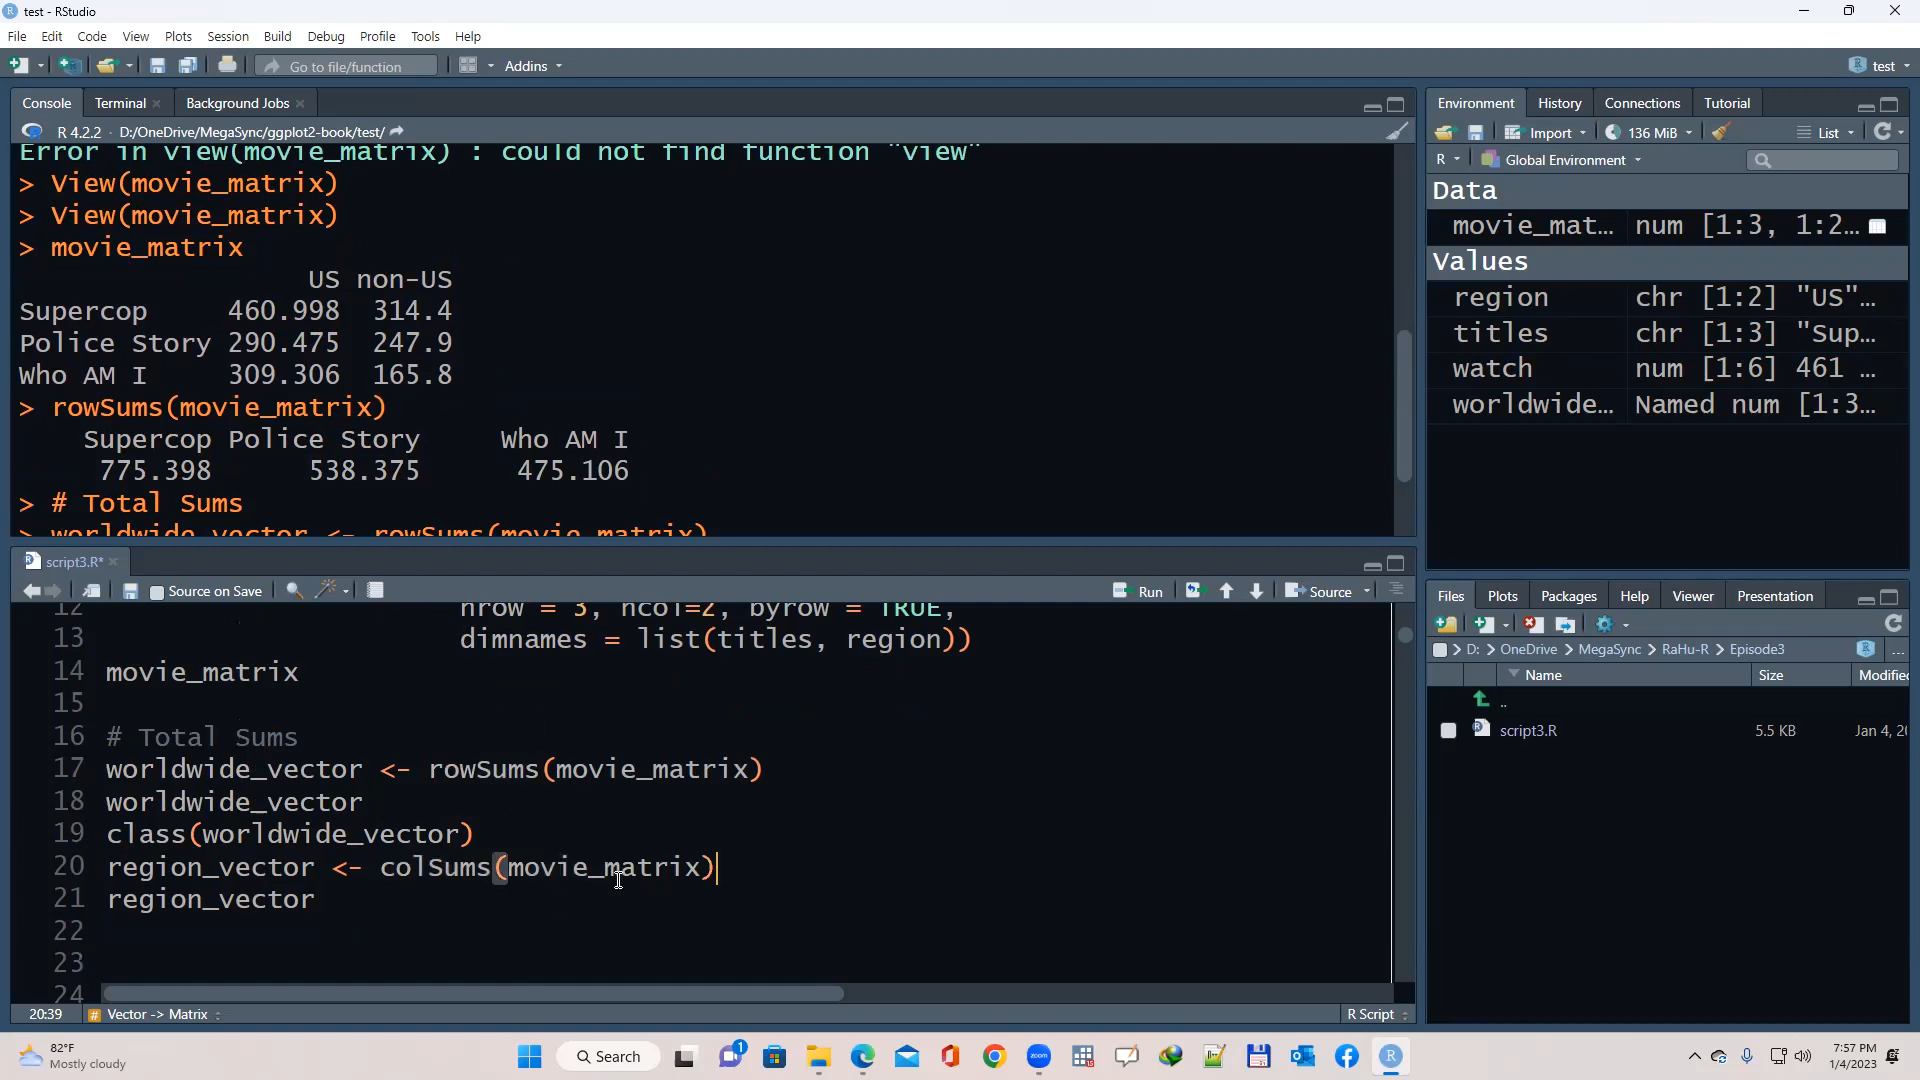 test - RStudio
File Edit Code View Plots Session Build Debug Profile Tools Help
Go to file/function Addins test
Console Terminal Background Jobs
R 4.2.2 · D:/OneDrive/MegaSync/ggplot2-book/test/
Error in view(movie_matrix) : could not find function "view"
> View(movie_matrix)
> View(movie_matrix)
> movie_matrix
US non-US
Supercop 460.998 314.4
Police Story 290.475 247.9
Who AM I 309.306 165.8
> rowSums(movie_matrix)
Supercop Police Story Who AM I
775.398 538.375 475.106
> # Total Sums
> worldwide_vector <- rowSums(movie_matrix)
script3.R*
Source on Save Run Source
12 nrow = 3, ncol=2, byrow = TRUE,
13 dimnames = list(titles, region))
14 movie_matrix
15
16 # Total Sums
17 worldwide_vector <- rowSums(movie_matrix)
18 worldwide_vector
19 class(worldwide_vector)
20 region_vector <- colSums(movie_matrix)
21 region_vector
22
23
24
20:39 # Vector -> Matrix R Script
Environment History Connections Tutorial
Import 136 MiB List
R Global Environment
Data
movie_mat… num [1:3, 1:2…
Values
region chr [1:2] "US"…
titles chr [1:3] "Sup…
watch num [1:6] 461 …
worldwide… Named num [1:3…
Files Plots Packages Help Viewer Presentation
D: > OneDrive > MegaSync > RaHu-R > Episode3 ...
Name Size Modified
..
script3.R 5.5 KB Jan 4, 20
82°F
Mostly cloudy
Search
1
zoom
7:57 PM
1/4/2023